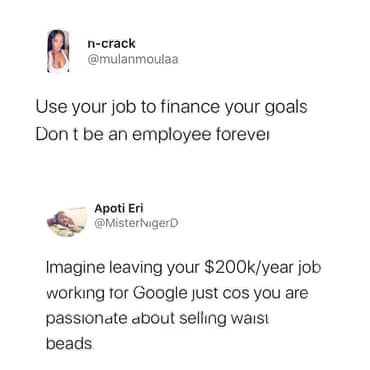 n-crack
@mulanmoulaa
Use your job to finance your goals
Don t be an employee forever
Apoti Eri
@MisterNigerD
Imagine leaving your $200k/year job
working for Google just cos you are
passionate about selling waist
beads